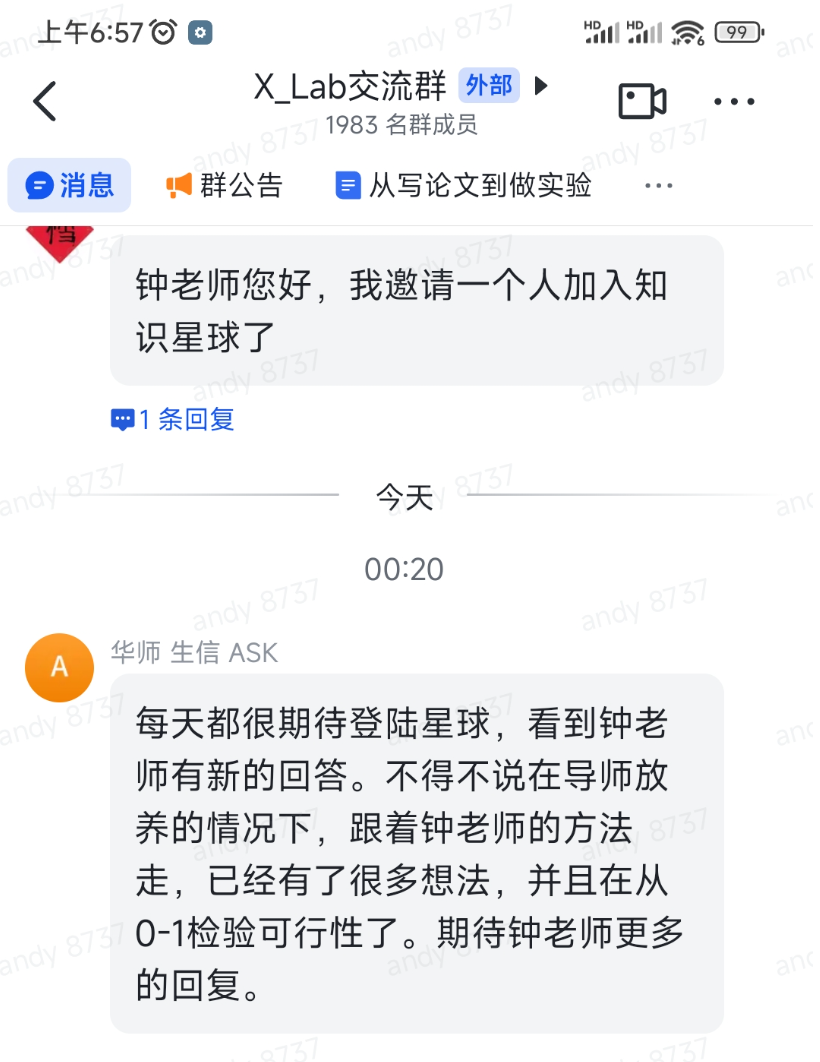 上午6:57
HD HD 6 99
X_Lab交流群 外部
1983 名群成员
消息 群公告 从写论文到做实验 ...
档
钟老师您好，我邀请一个人加入知
识星球了
1 条回复
今天
00:20
A
华师 生信 ASK
每天都很期待登陆星球，看到钟老
师有新的回答。不得不说在导师放
养的情况下，跟着钟老师的方法
走，已经有了很多想法，并且在从
0-1检验可行性了。期待钟老师更多
的回复。
andy 8737